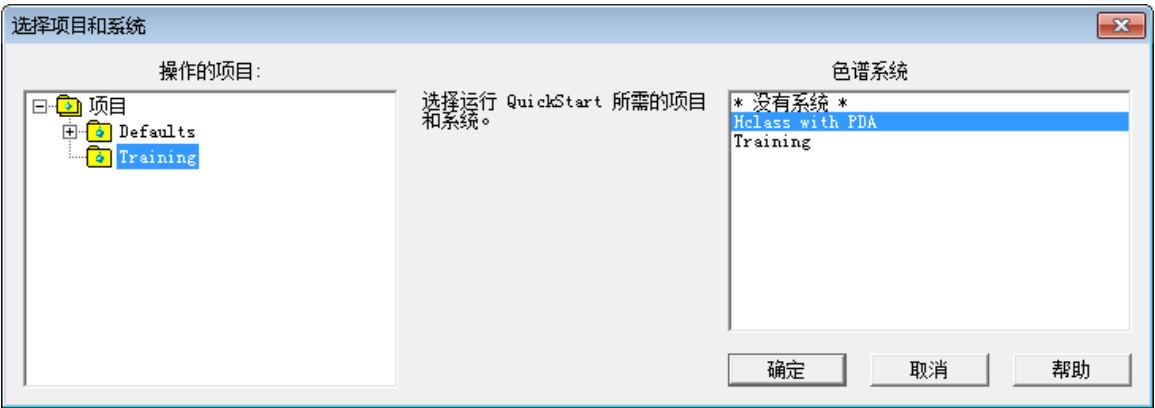 选择项目和系统
操作的项目:
项目
Defaults
Training
选择运行 QuickStart 所需的项目
和系统。
色谱系统
* 没有系统 *
Hclass with PDA
Training
确定
取消
帮助